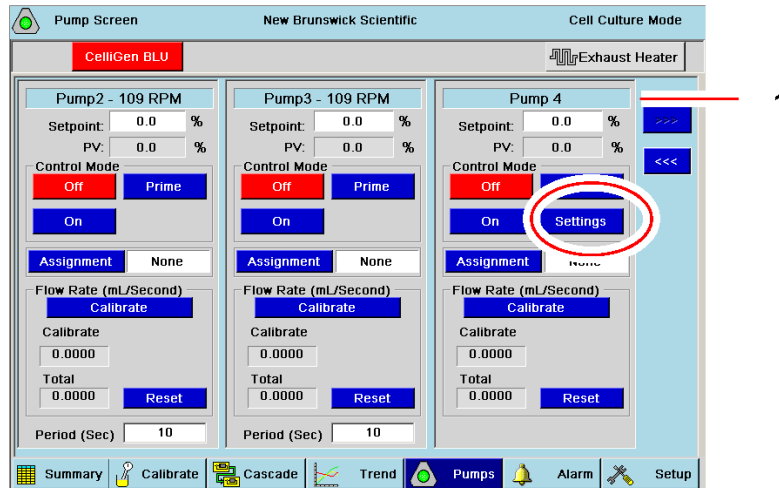 Pump Screen New Brunswick Scientific Cell Culture Mode
CelliGen BLU Exhaust Heater
1
Pump2 - 109 RPM
Setpoint: 0.0 %
PV: 0.0 %
Control Mode
Off Prime
On
Assignment None
Flow Rate (mL/Second)
Calibrate
Calibrate
0.0000
Total
0.0000 Reset
Period (Sec) 10
Pump3 - 109 RPM
Setpoint: 0.0 %
PV: 0.0 %
Control Mode
Off Prime
On
Assignment None
Flow Rate (mL/Second)
Calibrate
Calibrate
0.0000
Total
0.0000 Reset
Period (Sec) 10
Pump 4
Setpoint: 0.0 %
PV: 0.0 %
Control Mode
Off
On Settings
Assignment None
Flow Rate (mL/Second)
Calibrate
Calibrate
0.0000
Total
0.0000 Reset
>>>
<<<
Summary Calibrate Cascade Trend Pumps Alarm Setup